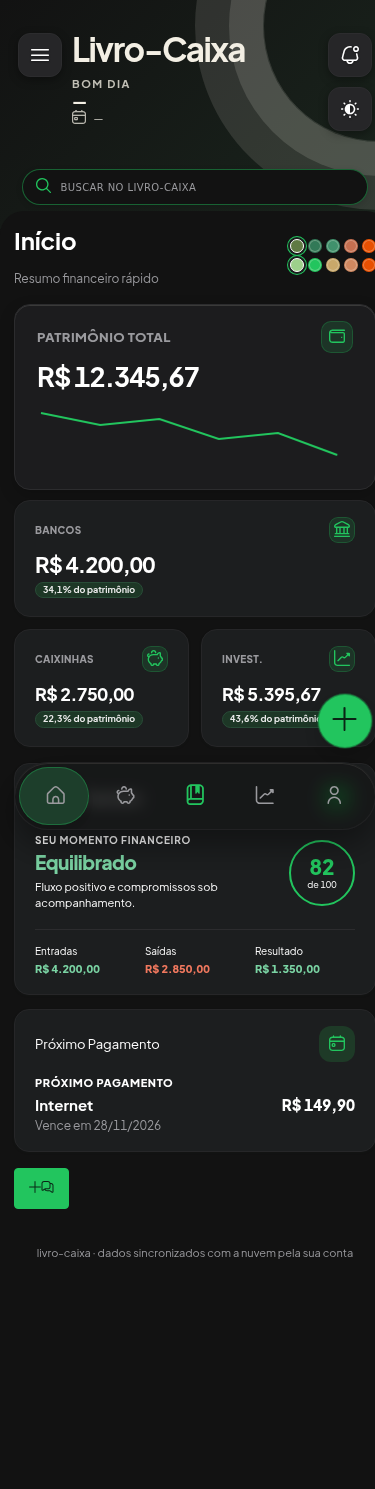 Livro-Caixa
BOM DIA
—
—
BUSCAR NO LIVRO-CAIXA
Início
Resumo financeiro rápido
PATRIMÔNIO TOTAL
R$ 12.345,67
BANCOS
R$ 4.200,00
34,1% do patrimônio
CAIXINHAS
R$ 2.750,00
22,3% do patrimônio
INVEST.
R$ 5.395,67
43,6% do patrimônio
SEU MOMENTO FINANCEIRO
Equilibrado
Fluxo positivo e compromissos sob
acompanhamento.
82
de 100
Entradas
R$ 4.200,00
Saídas
R$ 2.850,00
Resultado
R$ 1.350,00
Próximo Pagamento
PRÓXIMO PAGAMENTO
Internet
R$ 149,90
Vence em 28/11/2026
livro-caixa · dados sincronizados com a nuvem pela sua conta